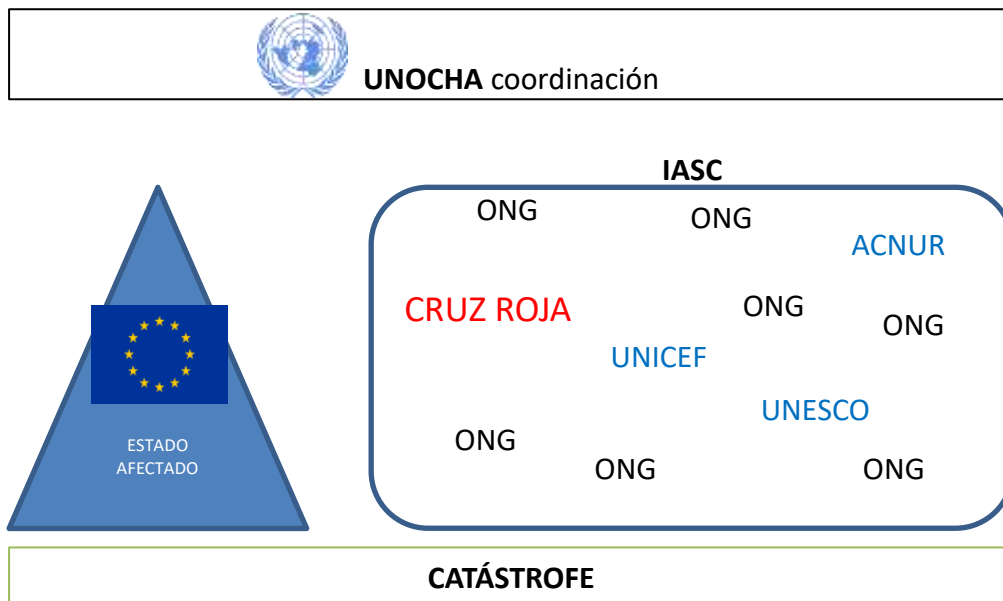 UNOCHA coordinación
IASC
ONG
ONG
ACNUR
CRUZ ROJA
ONG
ONG
UNICEF
UNESCO
ONG
ONG
ONG
ESTADO
AFECTADO
CATÁSTROFE